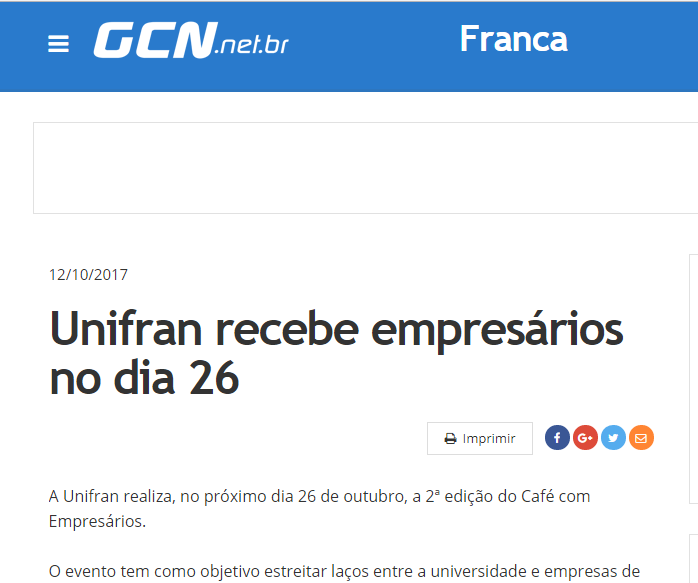 GCN.net.br
Franca
12/10/2017
Unifran recebe empresários
no dia 26
Imprimir
f
G+
A Unifran realiza, no próximo dia 26 de outubro, a 2ª edição do Café com
Empresários.
O evento tem como objetivo estreitar laços entre a universidade e empresas de